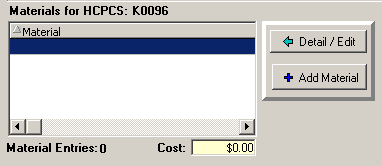 Materials for HCPCS: K0096
Material
Detail / Edit
Add Material
Material Entries: 0 Cost: $0.00